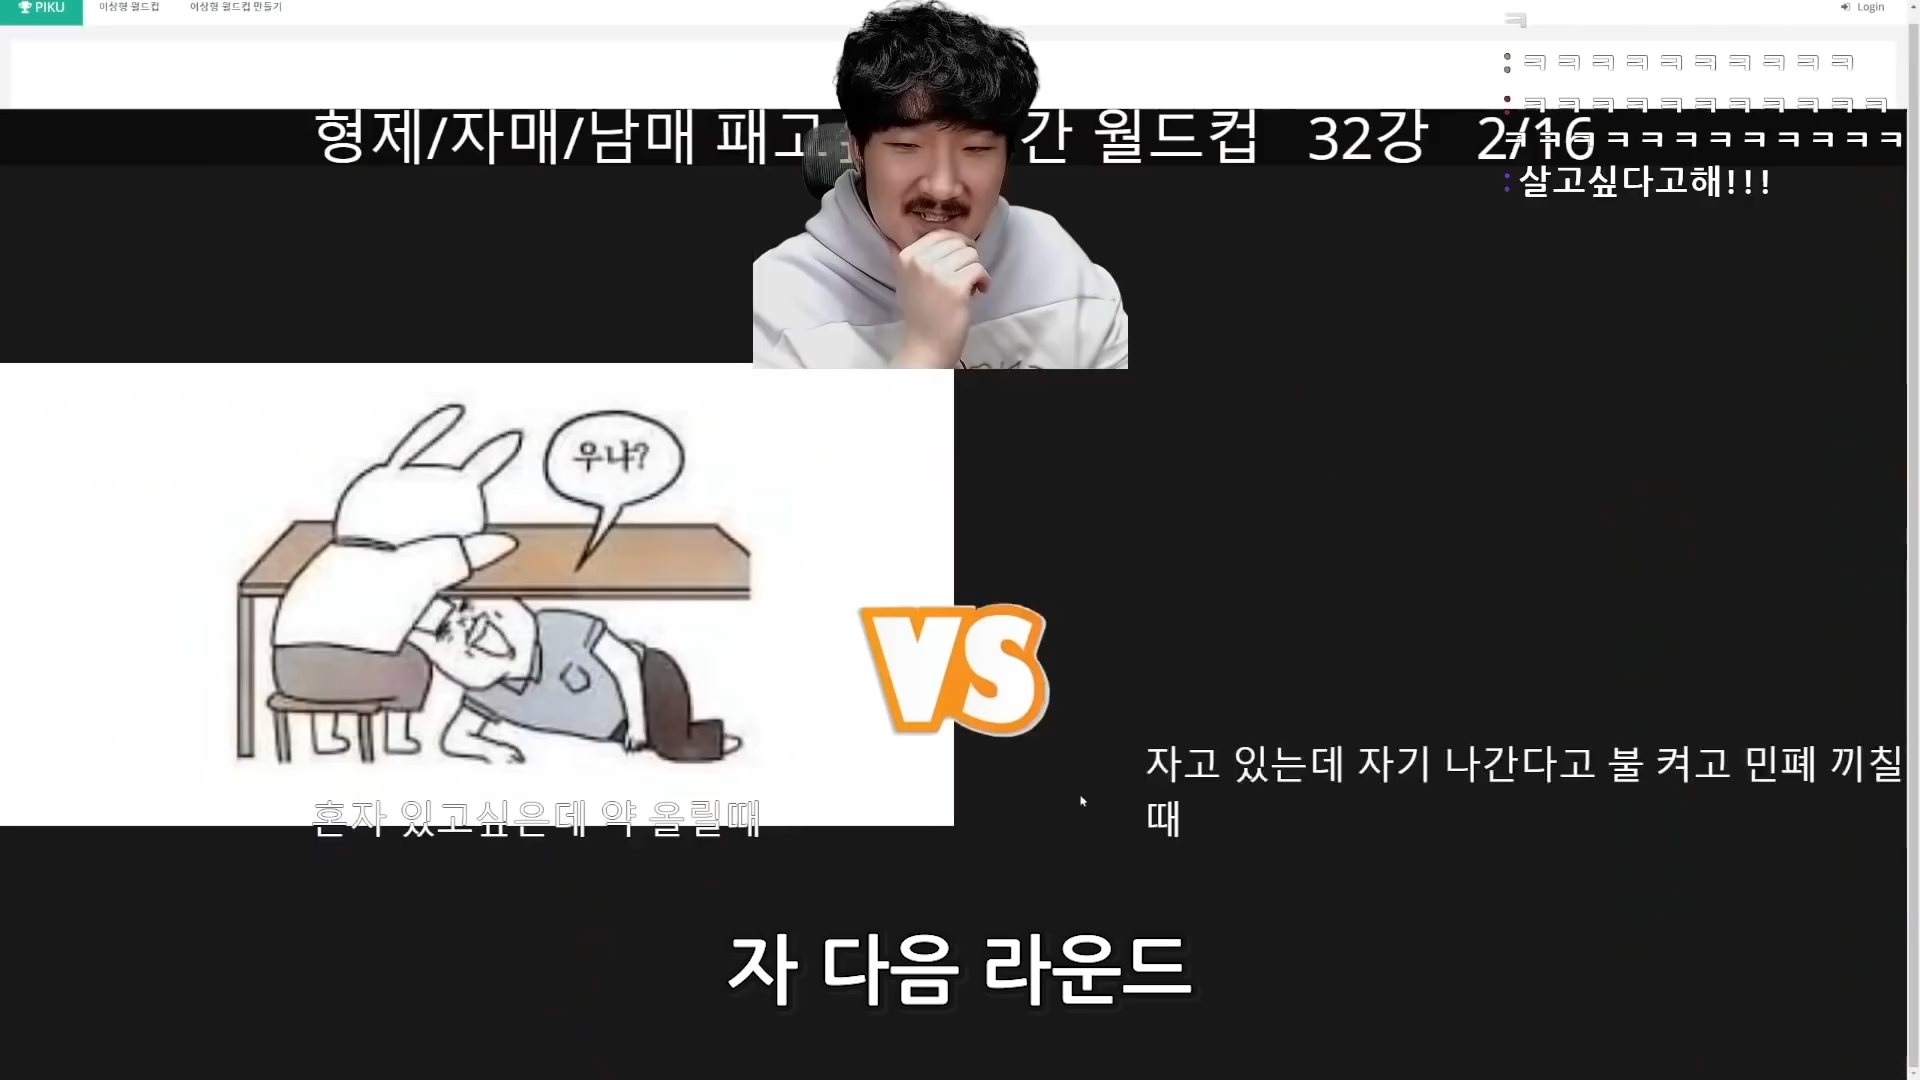 PIKU
이상형 월드컵
이상형 월드컵 만들기
Login
ㅋ
: ㅋㅋㅋㅋㅋㅋㅋㅋㅋㅋ
: ㅋㅋㅋㅋㅋㅋㅋㅋㅋㅋㅋ
ㅋㅋㅋㅋㅋㅋㅋㅋㅋㅋㅋㅋ
: 살고싶다고해!!!
형제/자매/남매 패고 간 월드컵 32강 2/16
우냐?
VS
혼자 있고싶은데 약 올릴때
자고 있는데 자기 나간다고 불 켜고 민폐 끼칠
때
자 다음 라운드